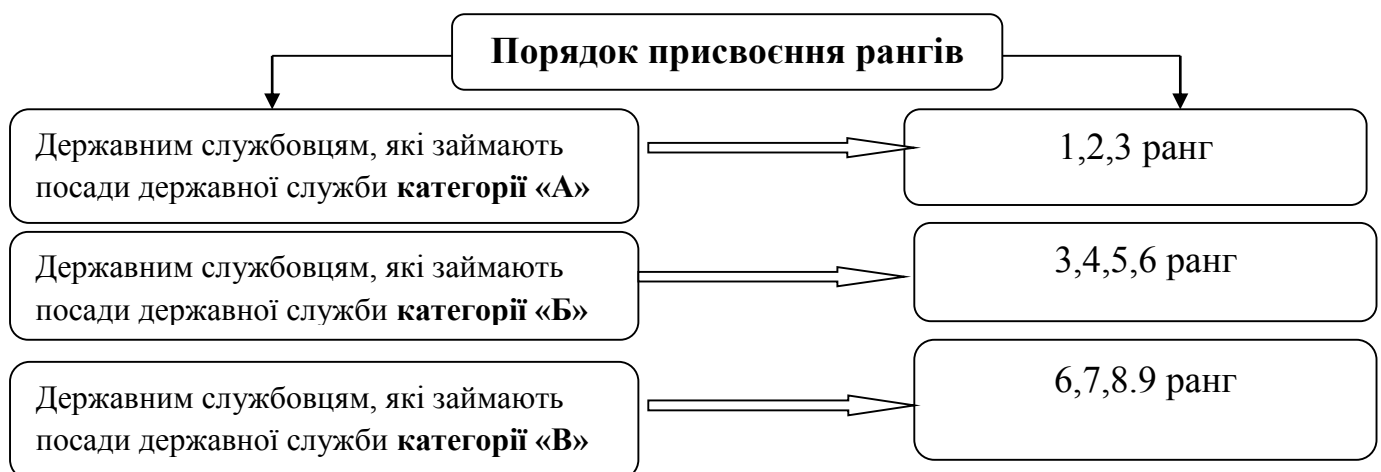 Порядок присвоєння рангів
Державним службовцям, які займають
посади державної служби категорії «А»
1,2,3 ранг
Державним службовцям, які займають
посади державної служби категорії «Б»
3,4,5,6 ранг
Державним службовцям, які займають
посади державної служби категорії «В»
6,7,8.9 ранг